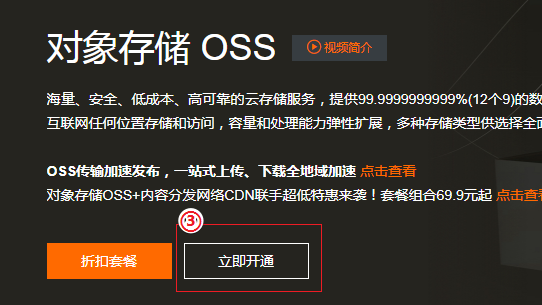 对象存储 OSS 视频简介
海量、安全、低成本、高可靠的云存储服务，提供99.9999999999%(12个9)的数
互联网任何位置存储和访问，容量和处理能力弹性扩展，多种存储类型供选择全面
OSS传输加速发布，一站式上传、下载全地域加速 点击查看
对象存储OSS+内容分发网络CDN联手超低特惠来袭！套餐组合69.9元起 点击查看
③
折扣套餐 立即开通